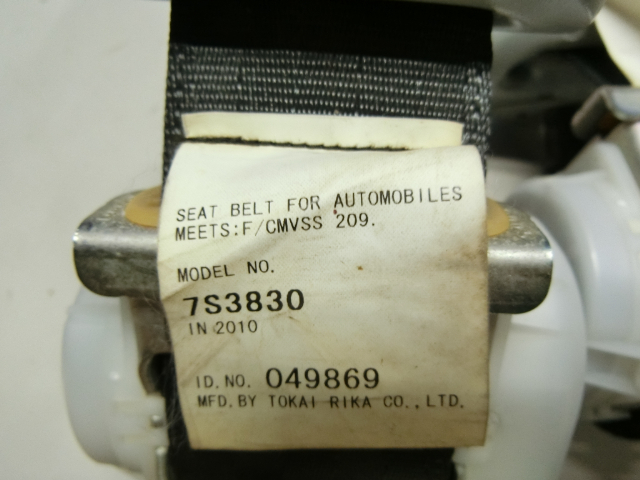 SEAT BELT FOR AUTOMOBILES
MEETS:F/CMVSS 209.
MODEL NO.
7S3830
IN 2010
ID.NO. 049869
MFD.BY TOKAI RIKA CO.,LTD.